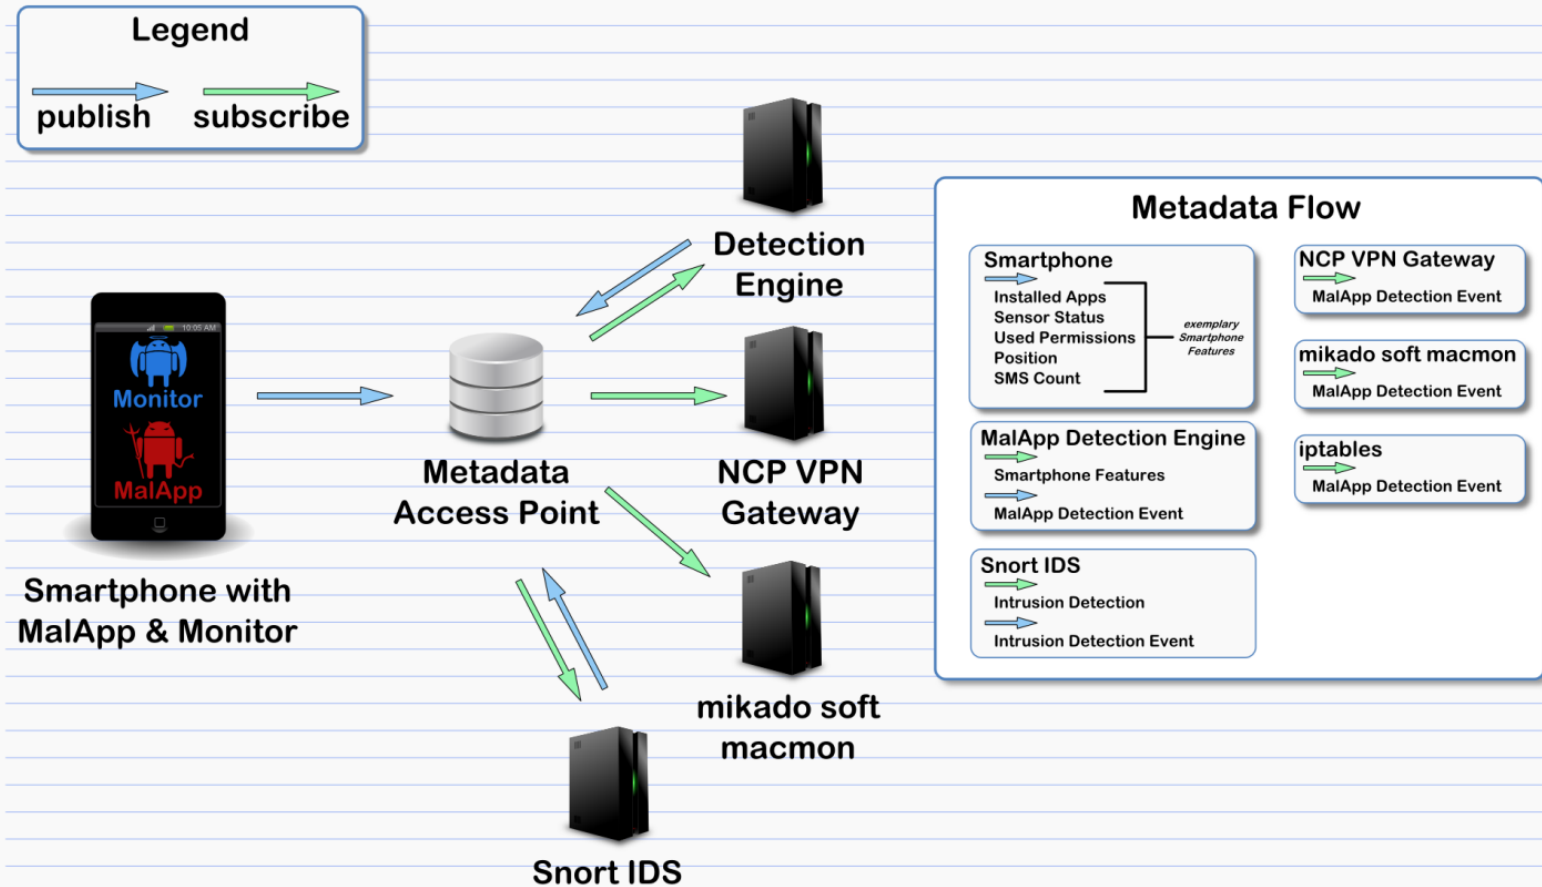 Legend
publish
subscribe
Detection
Engine
10:05 AM
Monitor
MalApp
Smartphone with
MalApp & Monitor
Metadata
Access Point
NCP VPN
Gateway
mikado soft
macmon
Snort IDS
Metadata Flow
Smartphone
Installed Apps
Sensor Status
Used Permissions
Position
SMS Count
exemplary
Smartphone
Features
MalApp Detection Engine
Smartphone Features
MalApp Detection Event
Snort IDS
Intrusion Detection
Intrusion Detection Event
NCP VPN Gateway
MalApp Detection Event
mikado soft macmon
MalApp Detection Event
iptables
MalApp Detection Event